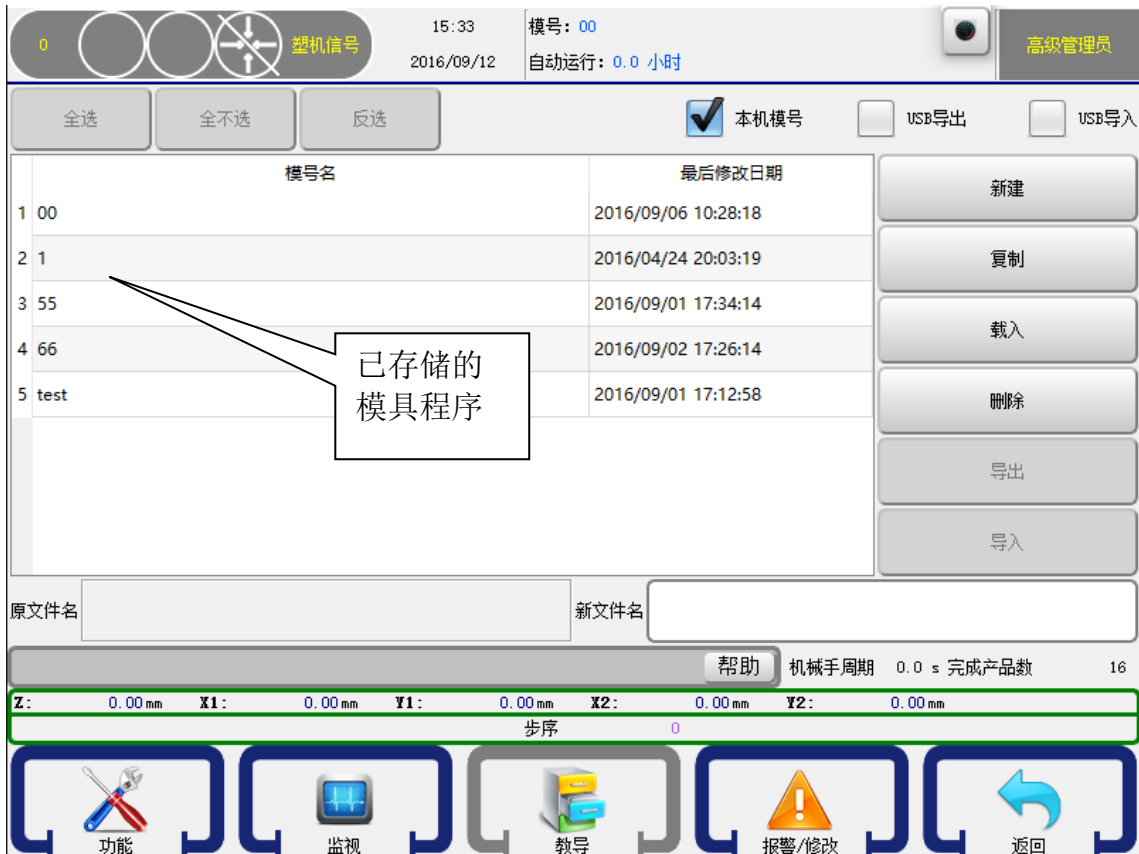 0 塑机信号
15:33
2016/09/12
模号: 00
自动运行: 0.0 小时
高级管理员
全选 全不选 反选 本机模号 USB导出 USB导入
模号名 最后修改日期
1 00 2016/09/06 10:28:18
2 1 2016/04/24 20:03:19
3 55 2016/09/01 17:34:14
4 66 2016/09/02 17:26:14
5 test 2016/09/01 17:12:58
已存储的
模具程序
新建
复制
载入
删除
导出
导入
原文件名 新文件名
帮助 机械手周期 0.0 s 完成产品数 16
Z: 0.00mm X1: 0.00mm Y1: 0.00mm X2: 0.00mm Y2: 0.00mm
步序 0
功能 监视 教导 报警/修改 返回